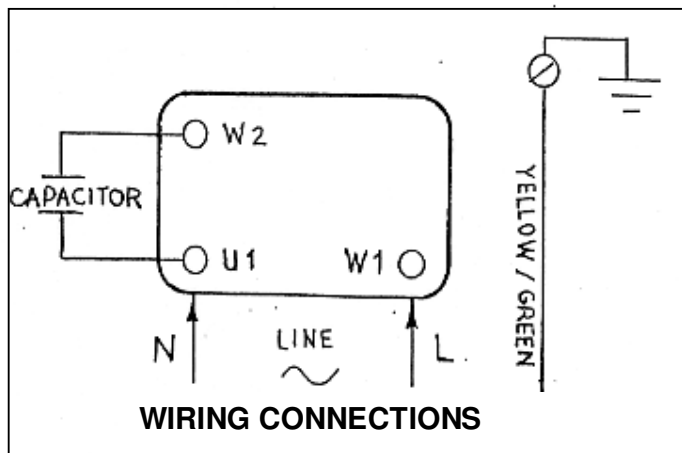 W2
CAPACITOR
U1
W1
N
LINE
L
YELLOW / GREEN
WIRING CONNECTIONS